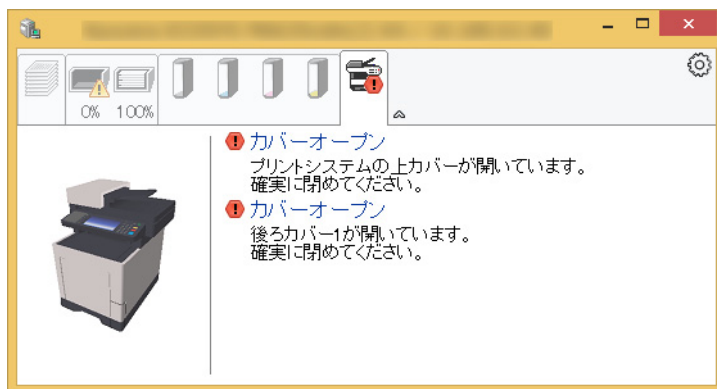 0% 100%
カバーオープン
プリントシステムの上カバーが開いています。
確実に閉めてください。
カバーオープン
後ろカバー1が開いています。
確実に閉めてください。